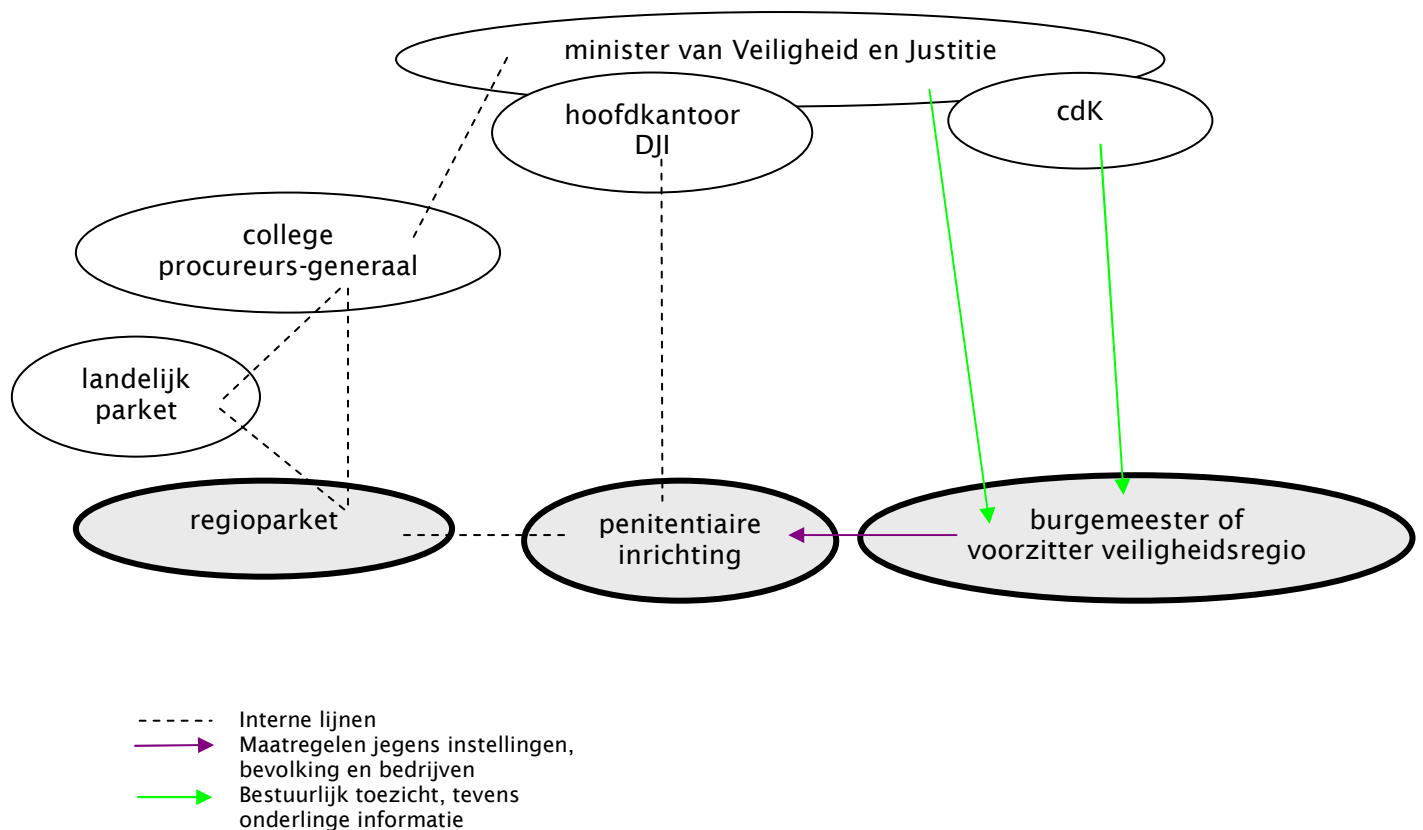 minister van Veiligheid en Justitie
hoofdkantoor
DJI
cdK
college
procureurs-generaal
landelijk
parket
regioparket
penitentiaire
inrichting
burgemeester of
voorzitter veiligheidsregio
Interne lijnen
Maatregelen jegens instellingen,
bevolking en bedrijven
Bestuurlijk toezicht, tevens
onderlinge informatie